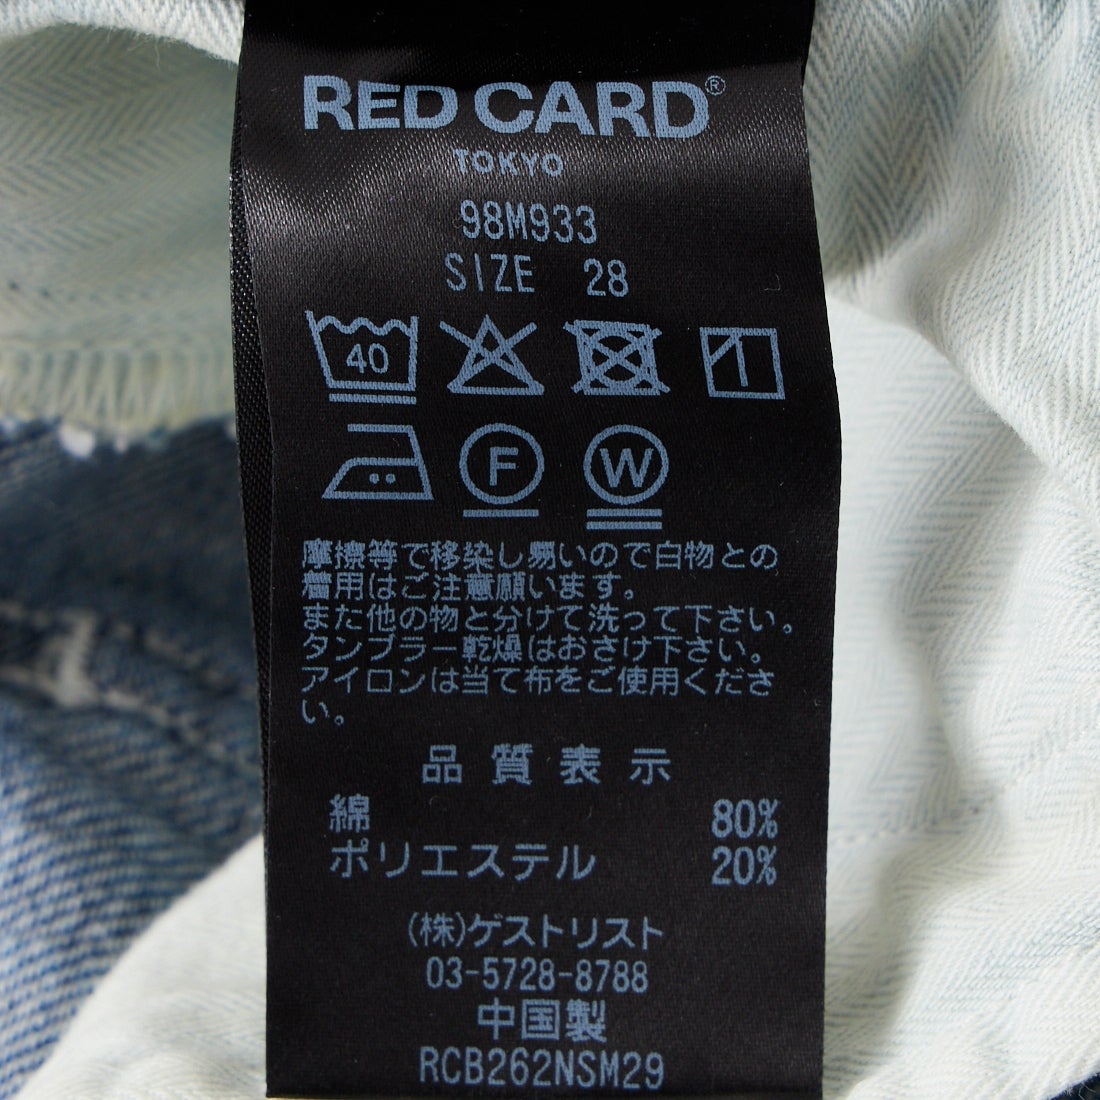 RED CARD®
TOKYO
98M933
SIZE 28
40
F W
摩擦等で移染し易いので白物との
着用はご注意願います。
また他の物と分けて洗って下さい。
タンブラー乾燥はおさけ下さい。
アイロンは当て布をご使用くださ
い。
品質表示
綿 80%
ポリエステル 20%
(株)ゲストリスト
03-5728-8788
中国製
RCB262NSM29